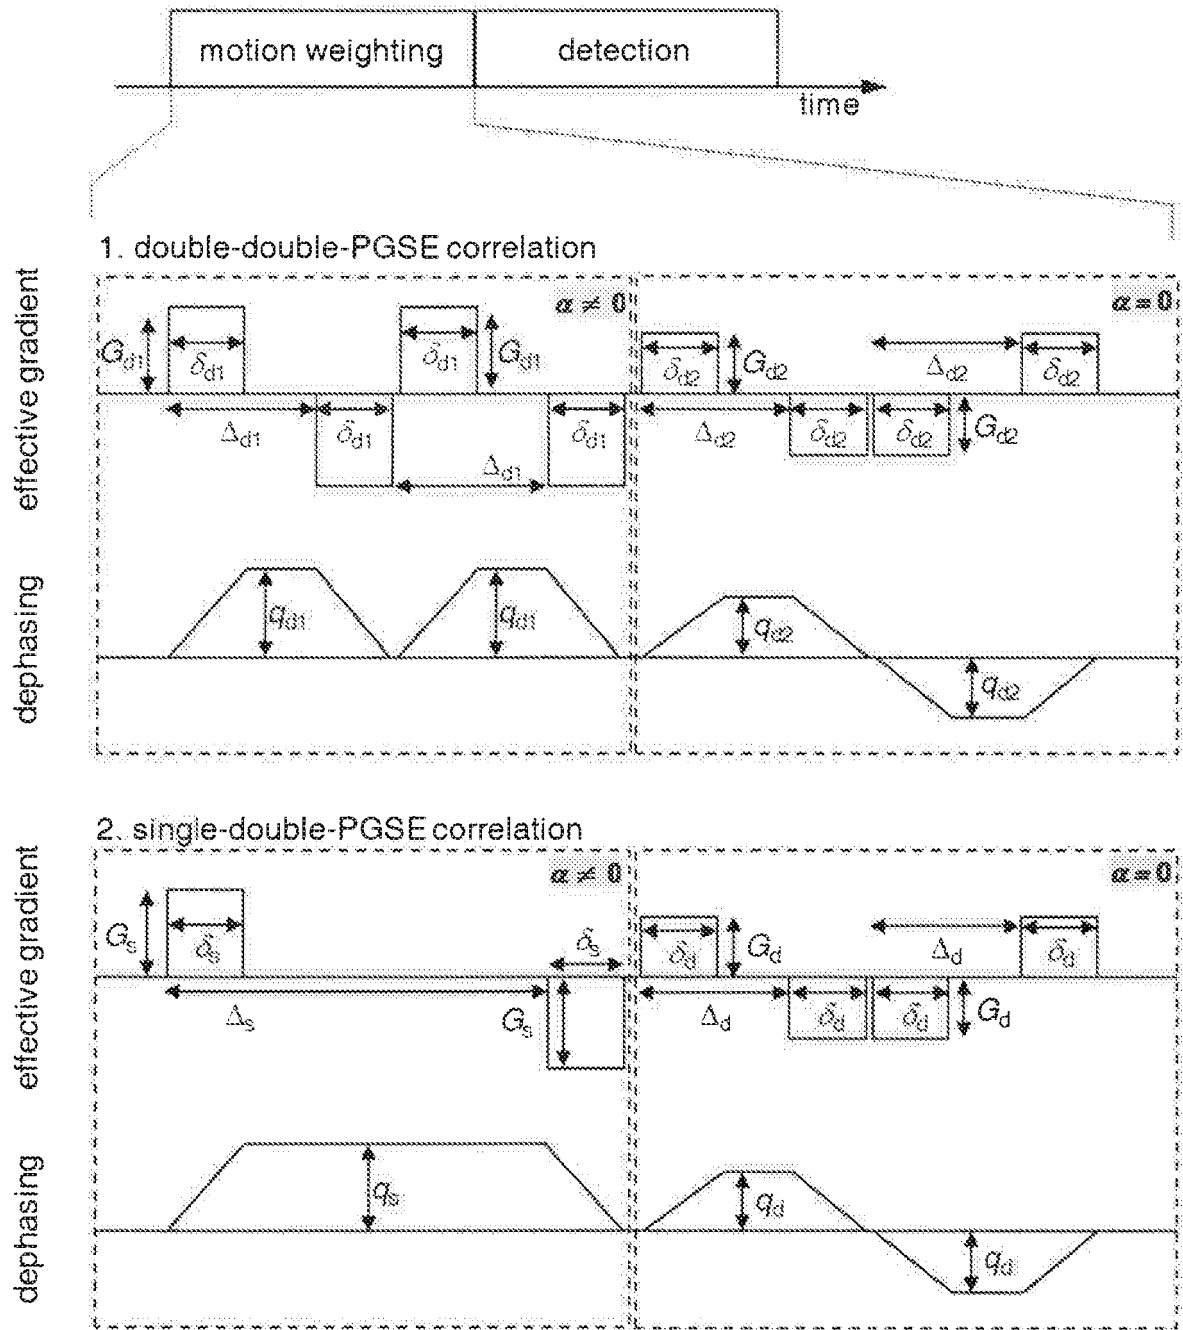 motion weighting detection
time
1. double-double-PGSE correlation
effective gradient
α ≠ 0 α = 0
G_d1 δ_d1 δ_d1 G_d1 δ_d2 G_d2 Δ_d2 δ_d2
Δ_d1 δ_d1 Δ_d1 δ_d1 Δ_d2 δ_d2 δ_d2 G_d2
dephasing
q_d1 q_d1 q_d2 q_d2
2. single-double-PGSE correlation
effective gradient
α ≠ 0 α = 0
G_s δ_s δ_s δ_d G_d Δ_d δ_d
Δ_s G_s Δ_d δ_d δ_d G_d
dephasing
q_s q_d q_d